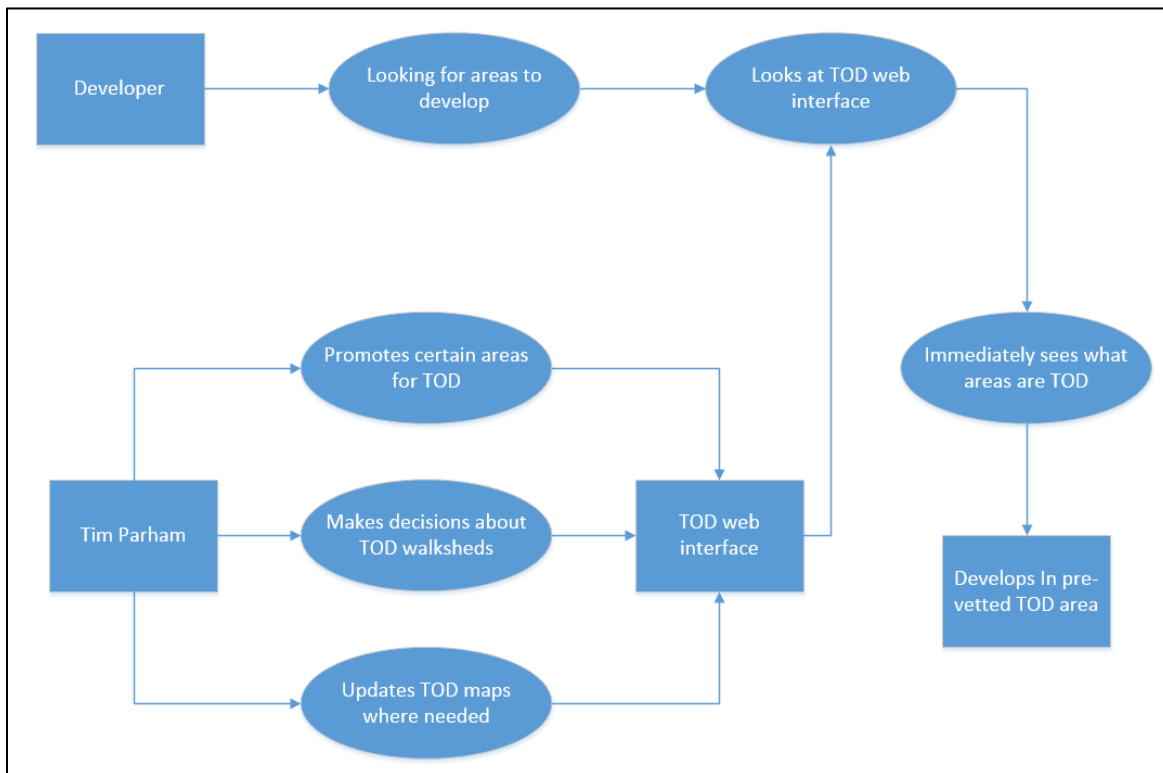 Developer
Looking for areas to
develop
Looks at TOD web
interface
Promotes certain areas
for TOD
Immediately sees what
areas are TOD
Tim Parham
Makes decisions about
TOD walksheds
TOD web
interface
Develops In pre-
vetted TOD area
Updates TOD maps
where needed